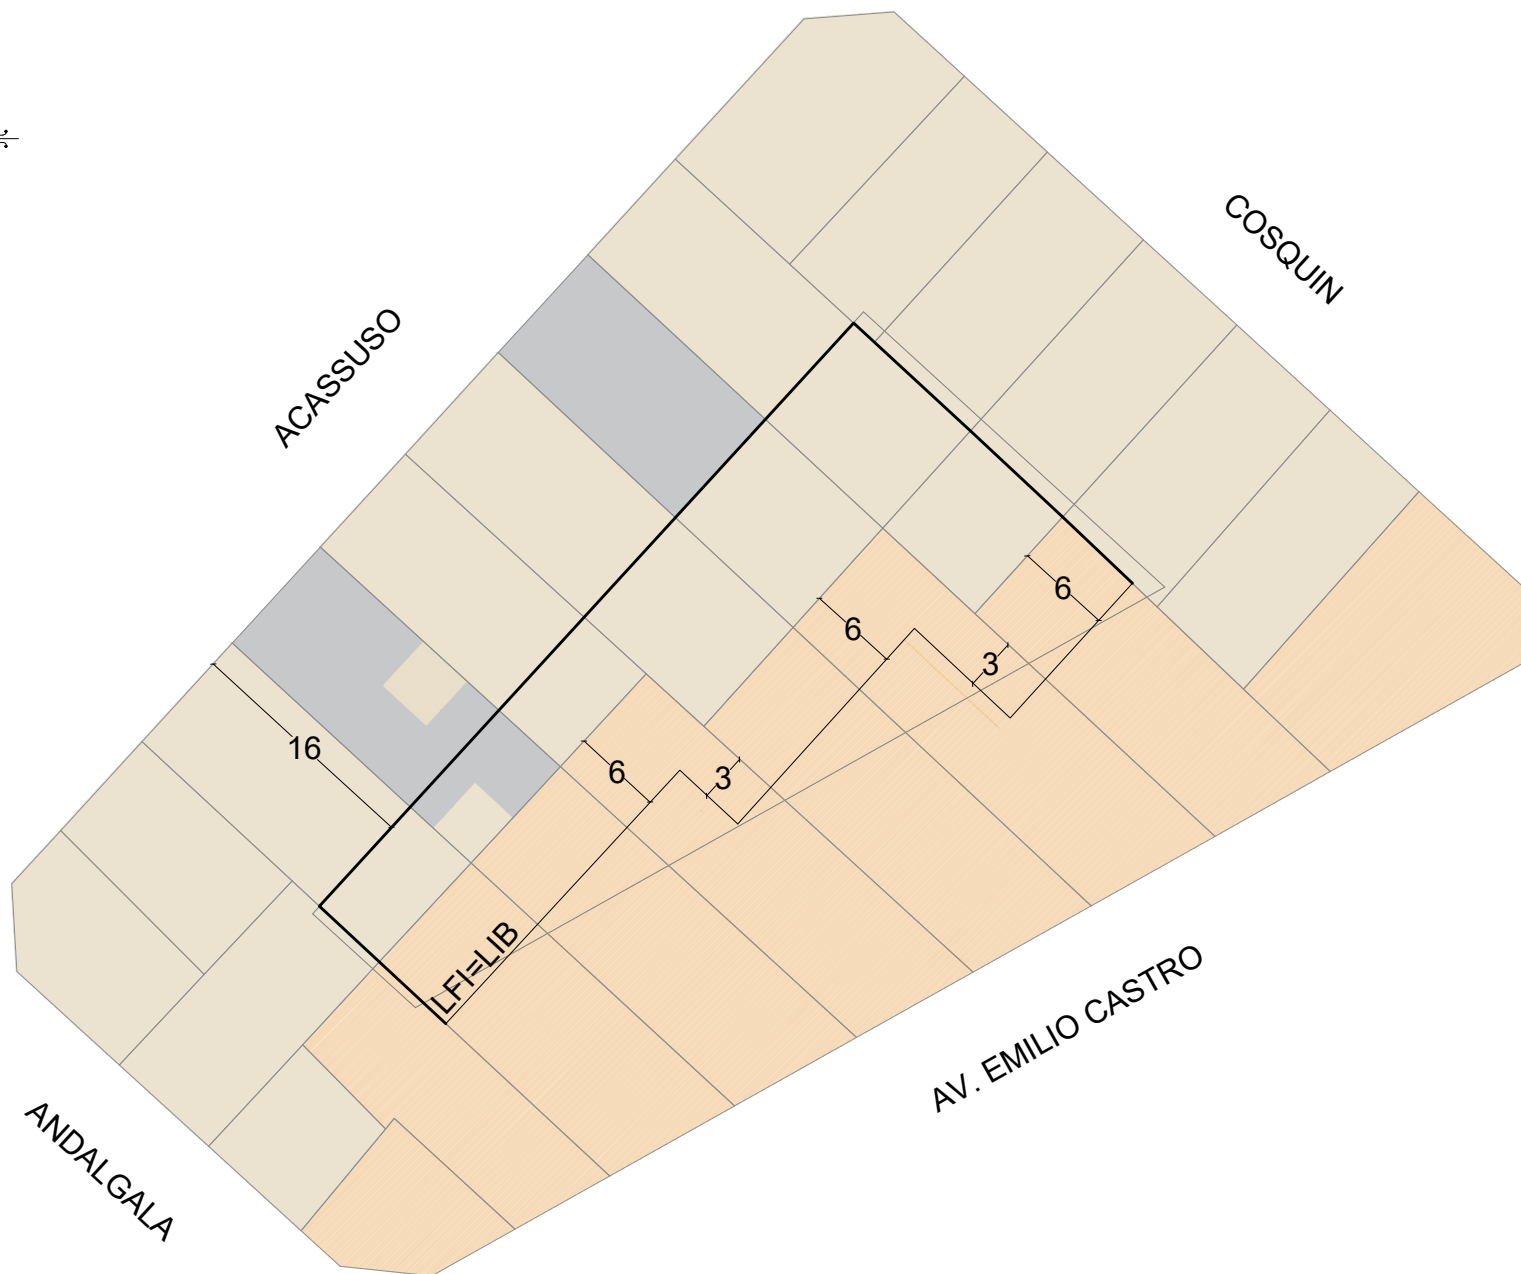 COSQUIN
ACASSUSO
6
6
3
16
6
3
LFI=LIB
AV. EMILIO CASTRO
ANDALGALA